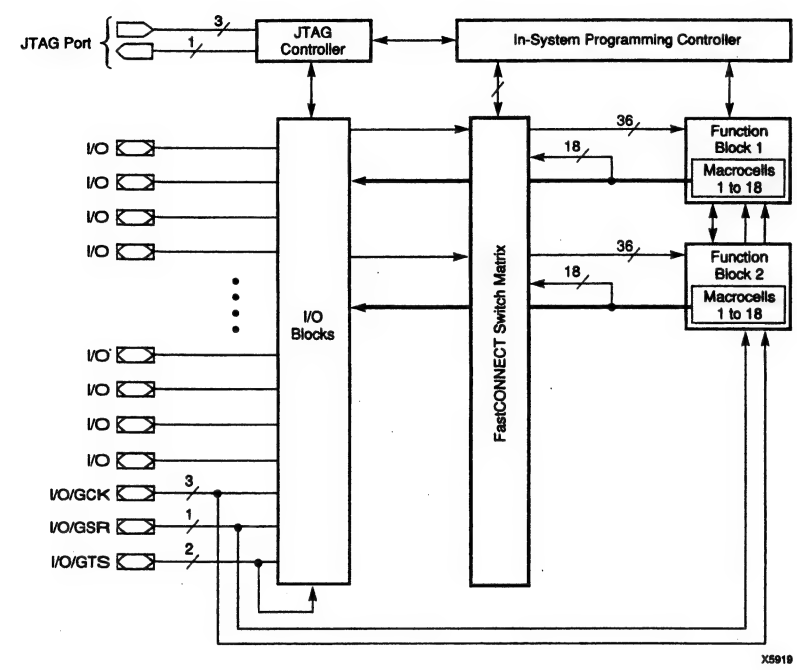 JTAG Port
3
1
JTAG
Controller
In-System Programming Controller
I/O
I/O
I/O
I/O
I/O
I/O
I/O
I/O
I/O/GCK
3
I/O/GSR
1
I/O/GTS
2
I/O
Blocks
FastCONNECT Switch Matrix
36
18
Function
Block 1
Macrocells
1 to 18
36
18
Function
Block 2
Macrocells
1 to 18
X5919